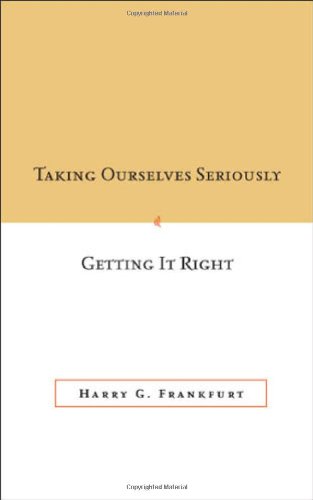 Copyrighted Material
TAKING OURSELVES SERIOUSLY
&
GETTING IT RIGHT
HARRY G. FRANKFURT
Copyrighted Material